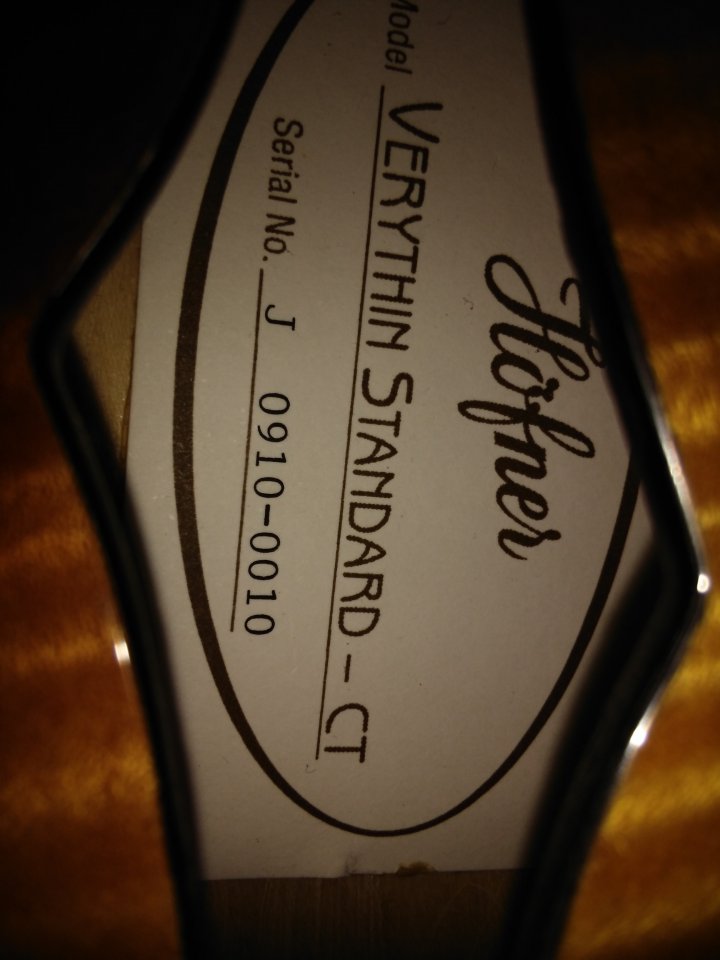 Höfner
Model VERYTHIN STANDARD - CT
Serial No. J 0910-0010